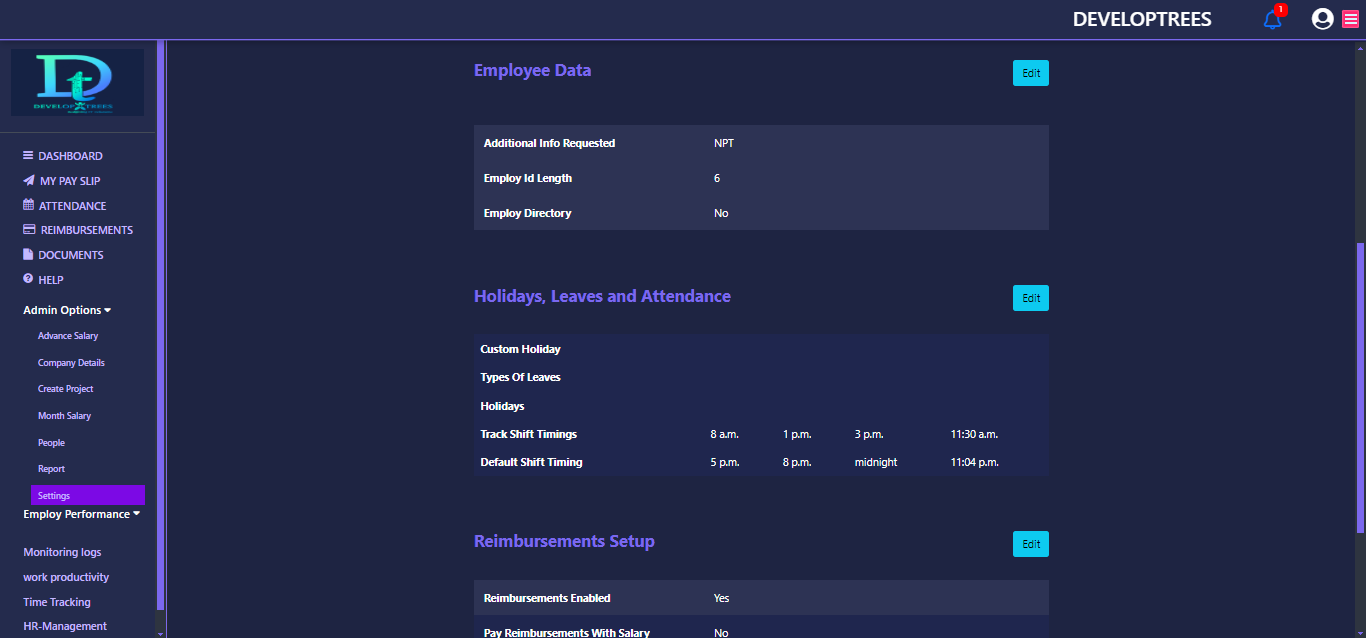 DEVELOPTREES
1
Dt
DEVELOPTREES
DASHBOARD
MY PAY SLIP
ATTENDANCE
REIMBURSEMENTS
DOCUMENTS
HELP
Admin Options
Advance Salary
Company Details
Create Project
Month Salary
People
Report
Settings
Employ Performance
Monitoring logs
work productivity
Time Tracking
HR-Management
Employee Data
Edit
Additional Info Requested NPT
Employ Id Length 6
Employ Directory No
Holidays, Leaves and Attendance
Edit
Custom Holiday
Types Of Leaves
Holidays
Track Shift Timings 8 a.m. 1 p.m. 3 p.m. 11:30 a.m.
Default Shift Timing 5 p.m. 8 p.m. midnight 11:04 p.m.
Reimbursements Setup
Edit
Reimbursements Enabled Yes
Pay Reimbursements With Salary No